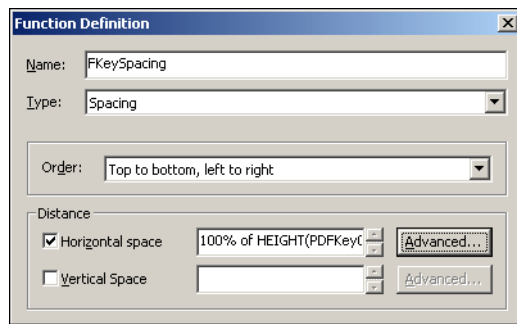 Function Definition
Name: FKeySpacing
Type: Spacing
Order: Top to bottom, left to right
Distance
Horizontal space 100% of HEIGHT(PDFKeyC Advanced...
Vertical Space Advanced...